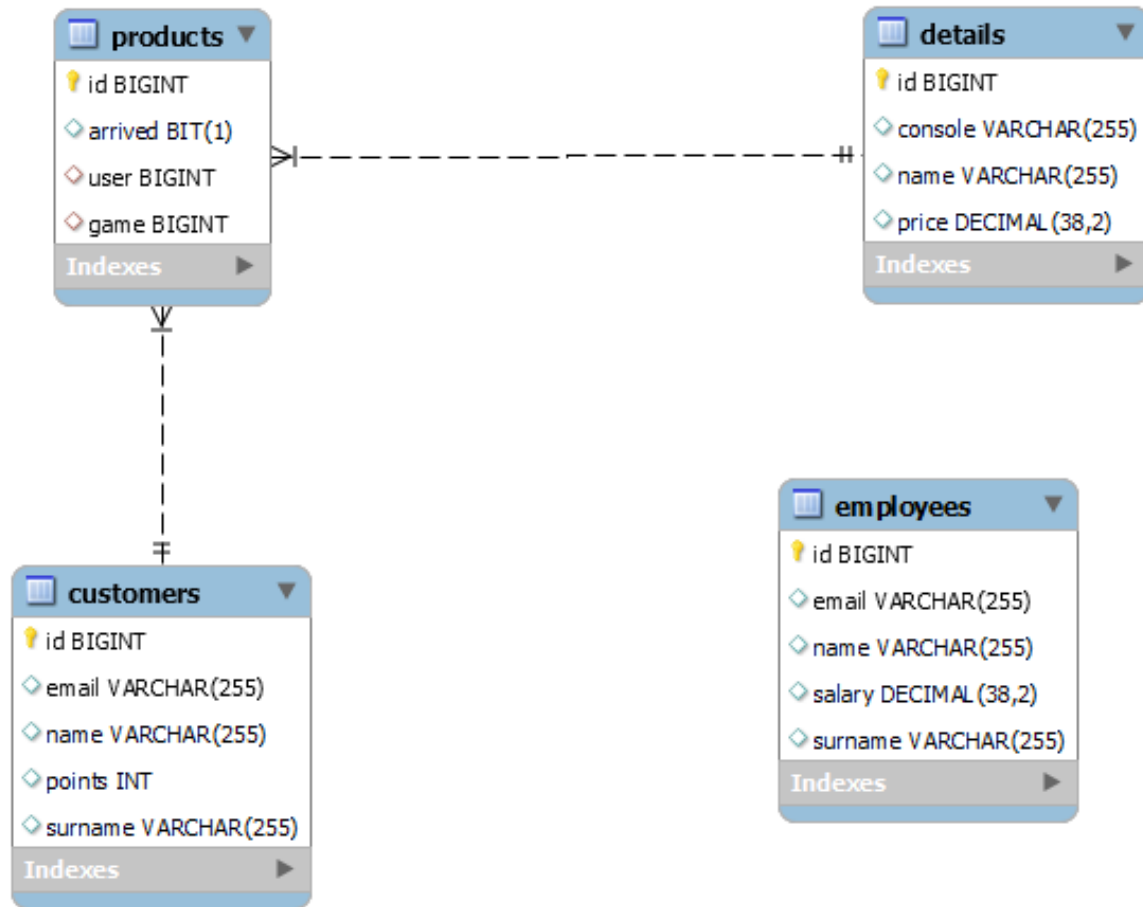 products
id BIGINT
arrived BIT(1)
user BIGINT
game BIGINT
Indexes
details
id BIGINT
console VARCHAR(255)
name VARCHAR(255)
price DECIMAL(38,2)
Indexes
customers
id BIGINT
email VARCHAR(255)
name VARCHAR(255)
points INT
surname VARCHAR(255)
Indexes
employees
id BIGINT
email VARCHAR(255)
name VARCHAR(255)
salary DECIMAL(38,2)
surname VARCHAR(255)
Indexes